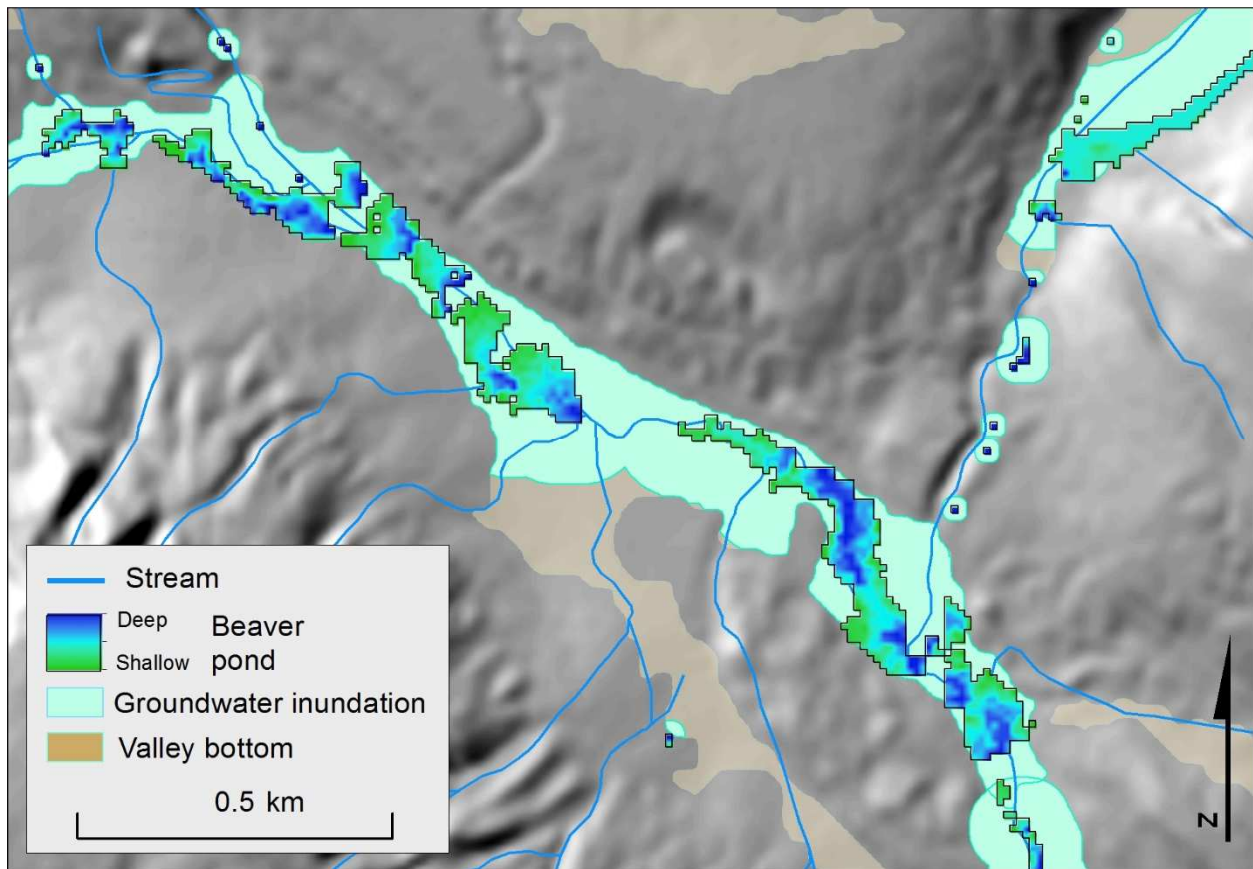 Stream
Deep
Beaver
pond
Shallow
Groundwater inundation
Valley bottom
0.5 km
N